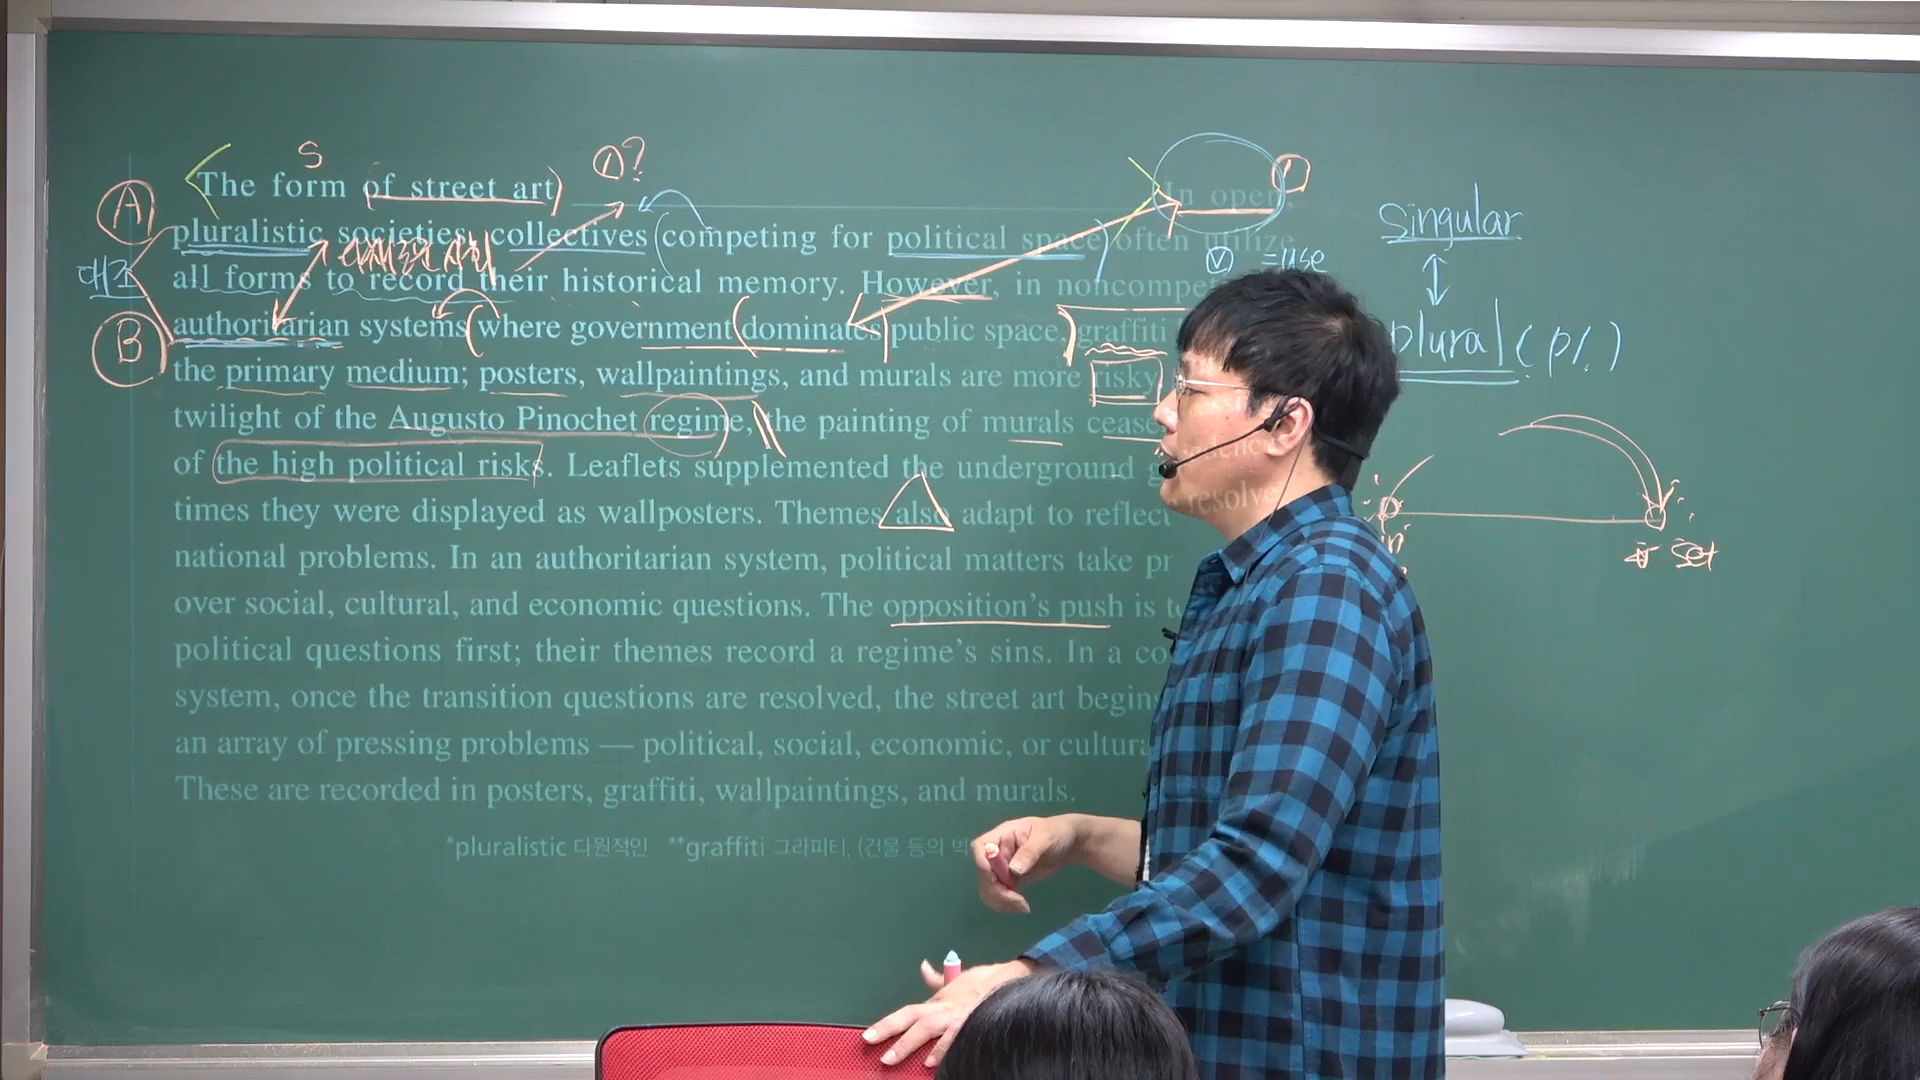 S
①?
The form of street art In open,
Ⓐ pluralistic societies, collectives competing for political space often utilize
Ⓥ =use
대조
all forms to record their historical memory. However, in noncompe
Ⓑ authoritarian systems where government dominates public space, graffiti
the primary medium; posters, wallpaintings, and murals are more risky
twilight of the Augusto Pinochet regime, the painting of murals cease
of the high political risks. Leaflets supplemented the underground g
times they were displayed as wallposters. Themes also adapt to reflect resolve
national problems. In an authoritarian system, political matters take pr
over social, cultural, and economic questions. The opposition's push is t
political questions first; their themes record a regime's sins. In a co
system, once the transition questions are resolved, the street art begin
an array of pressing problems — political, social, economic, or cultura
These are recorded in posters, graffiti, wallpaintings, and murals.
*pluralistic 다원적인 **graffiti 그라피티, (건물 등의 벽
Singular
↕
plural (pl.)
set